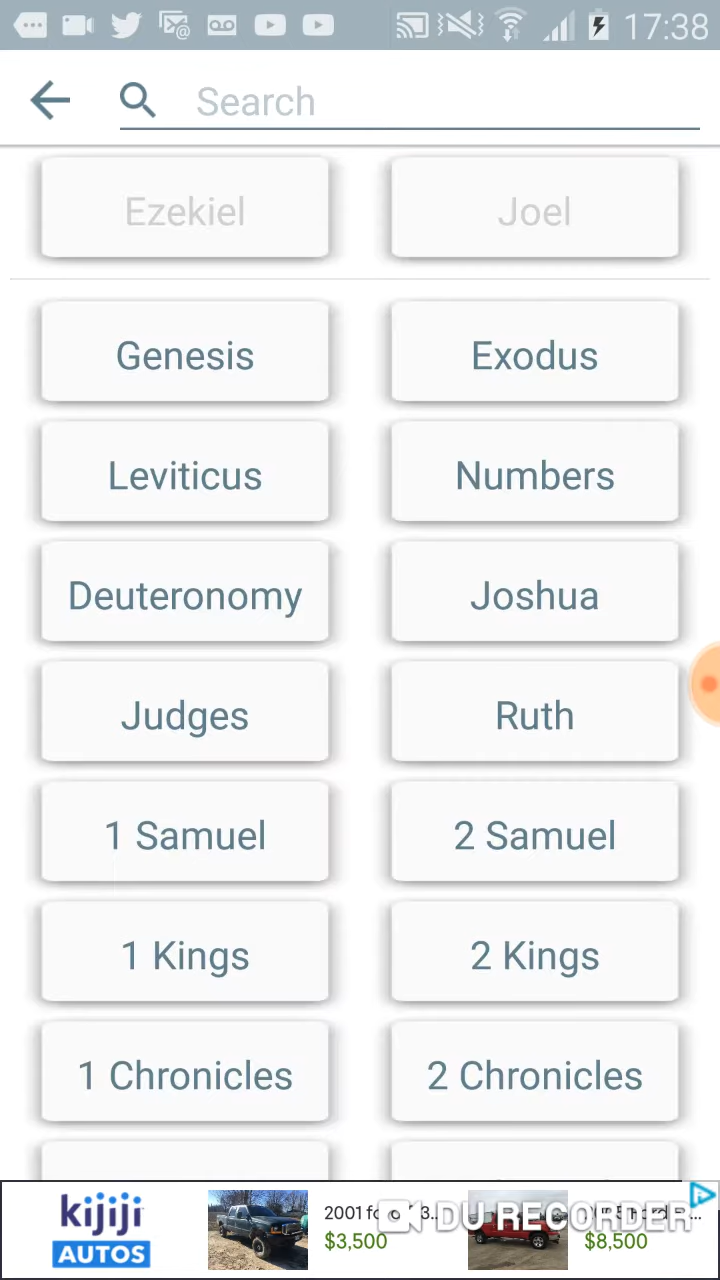 17:38
Search
Ezekiel Joel
Genesis Exodus
Leviticus Numbers
Deuteronomy Joshua
Judges Ruth
1 Samuel 2 Samuel
1 Kings 2 Kings
1 Chronicles 2 Chronicles
kijiji
AUTOS
2001
$3,500
DU RECORDER
$8,500